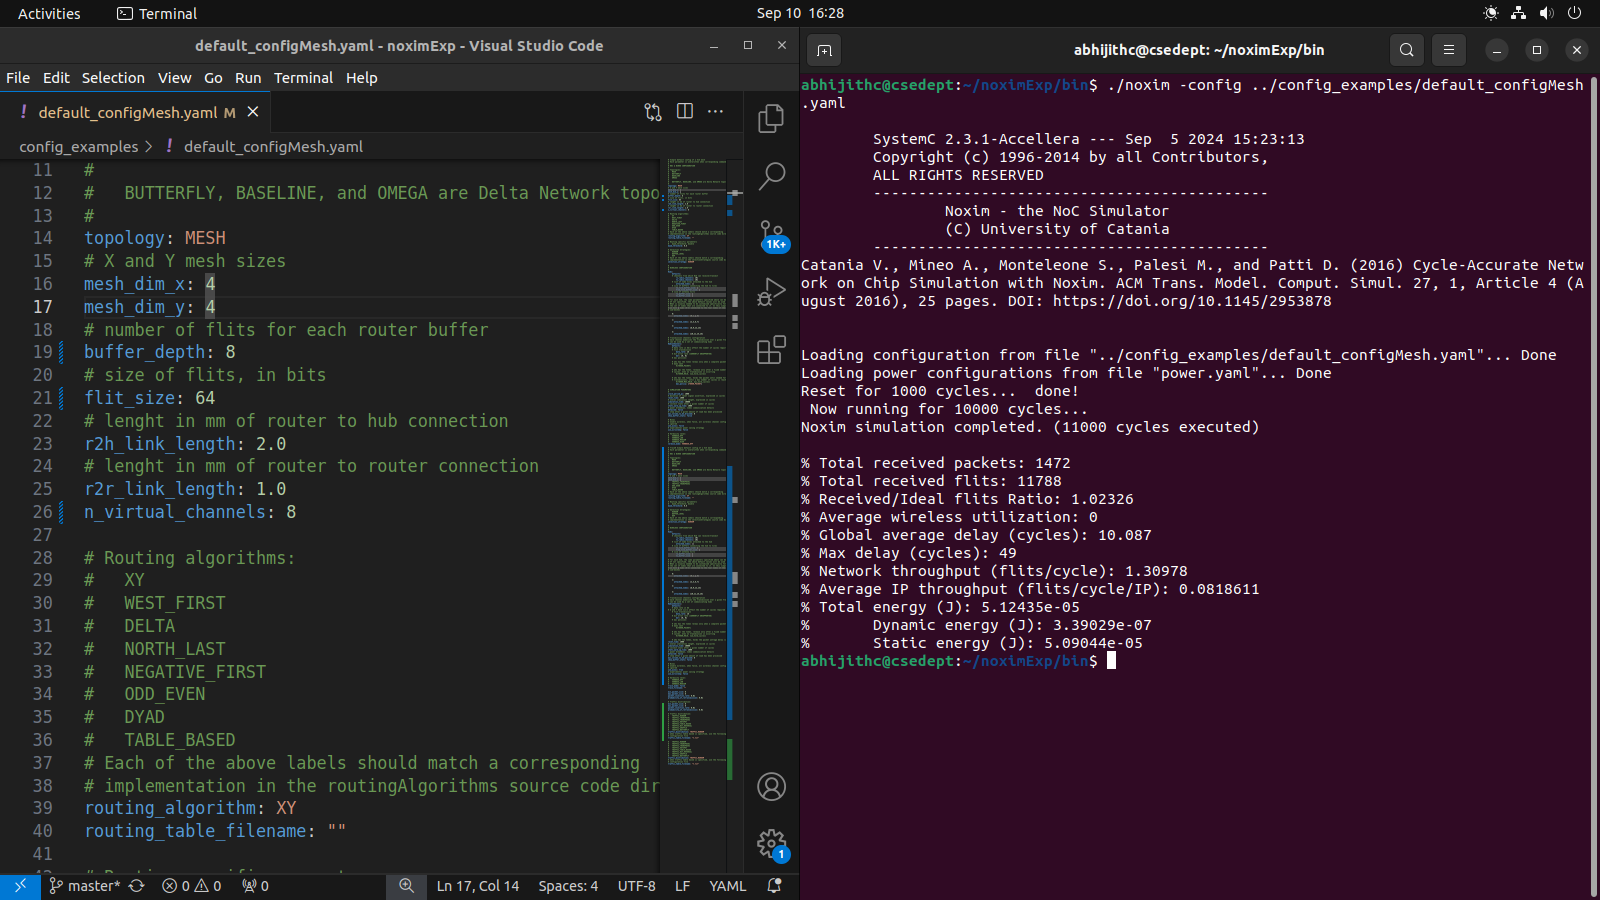 Activities
Terminal
Sep 10 16:28
default_configMesh.yaml - noximExp - Visual Studio Code
File Edit Selection View Go Run Terminal Help
! default_configMesh.yaml M
config_examples > ! default_configMesh.yaml
11 #
12 #   BUTTERFLY, BASELINE, and OMEGA are Delta Network topo
13 #
14 topology: MESH
15 # X and Y mesh sizes
16 mesh_dim_x: 4
17 mesh_dim_y: 4
18 # number of flits for each router buffer
19 buffer_depth: 8
20 # size of flits, in bits
21 flit_size: 64
22 # lenght in mm of router to hub connection
23 r2h_link_length: 2.0
24 # lenght in mm of router to router connection
25 r2r_link_length: 1.0
26 n_virtual_channels: 8
27
28 # Routing algorithms:
29 #   XY
30 #   WEST_FIRST
31 #   DELTA
32 #   NORTH_LAST
33 #   NEGATIVE_FIRST
34 #   ODD_EVEN
35 #   DYAD
36 #   TABLE_BASED
37 # Each of the above labels should match a corresponding
38 # implementation in the routingAlgorithms source code dir
39 routing_algorithm: XY
40 routing_table_filename: ""
41
1K+
1
master* 0 0 0
Ln 17, Col 14 Spaces: 4 UTF-8 LF YAML
abhijithc@csedept: ~/noximExp/bin
abhijithc@csedept:~/noximExp/bin$ ./noxim -config ../config_examples/default_configMesh
.yaml
SystemC 2.3.1-Accellera --- Sep  5 2024 15:23:13
Copyright (c) 1996-2014 by all Contributors,
ALL RIGHTS RESERVED
--------------------------------------------
Noxim - the NoC Simulator
(C) University of Catania
--------------------------------------------
Catania V., Mineo A., Monteleone S., Palesi M., and Patti D. (2016) Cycle-Accurate Netw
ork on Chip Simulation with Noxim. ACM Trans. Model. Comput. Simul. 27, 1, Article 4 (A
ugust 2016), 25 pages. DOI: https://doi.org/10.1145/2953878
Loading configuration from file "../config_examples/default_configMesh.yaml"... Done
Loading power configurations from file "power.yaml"... Done
Reset for 1000 cycles...  done!
Now running for 10000 cycles...
Noxim simulation completed. (11000 cycles executed)
% Total received packets: 1472
% Total received flits: 11788
% Received/Ideal flits Ratio: 1.02326
% Average wireless utilization: 0
% Global average delay (cycles): 10.087
% Max delay (cycles): 49
% Network throughput (flits/cycle): 1.30978
% Average IP throughput (flits/cycle/IP): 0.0818611
% Total energy (J): 5.12435e-05
%       Dynamic energy (J): 3.39029e-07
%       Static energy (J): 5.09044e-05
abhijithc@csedept:~/noximExp/bin$